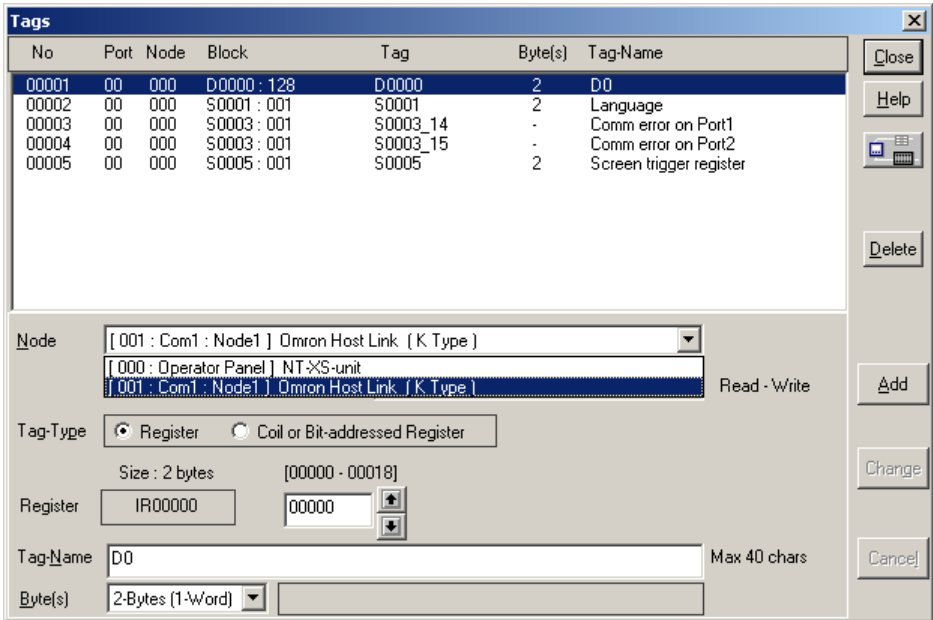 Tags
No Port Node Block Tag Byte(s) Tag-Name
00001 00 000 D0000 : 128 D0000 2 D0
00002 00 000 S0001 : 001 S0001 2 Language
00003 00 000 S0003 : 001 S0003_14 - Comm error on Port1
00004 00 000 S0003 : 001 S0003_15 - Comm error on Port2
00005 00 000 S0005 : 001 S0005 2 Screen trigger register
Close
Help
Delete
Node [ 001 : Com1 : Node1 ] Omron Host Link ( K Type )
[ 000 : Operator Panel ] NT-XS-unit
[ 001 : Com1 : Node1 ] Omron Host Link ( K Type )
Read - Write
Add
Tag-Type Register Coil or Bit-addressed Register
Size : 2 bytes [00000 - 00018]
Change
Register IR00000 00000
Tag-Name D0 Max 40 chars
Cancel
Byte(s) 2-Bytes (1-Word)